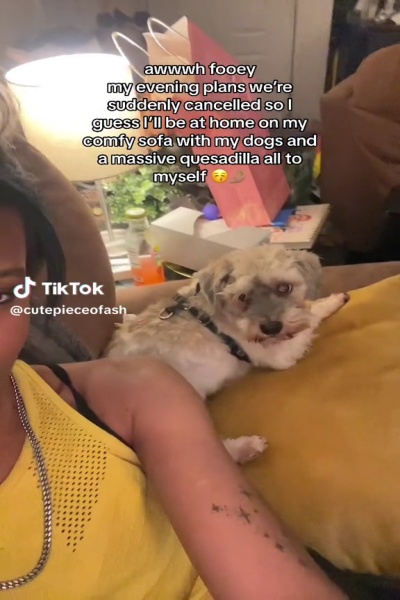 awwwh fooey
my evening plans we're
suddenly cancelled so I
guess I'll be at home on my
comfy sofa with my dogs and
a massive quesadilla all to
myself 😚🤌🏽
TikTok
@cutepieceofash